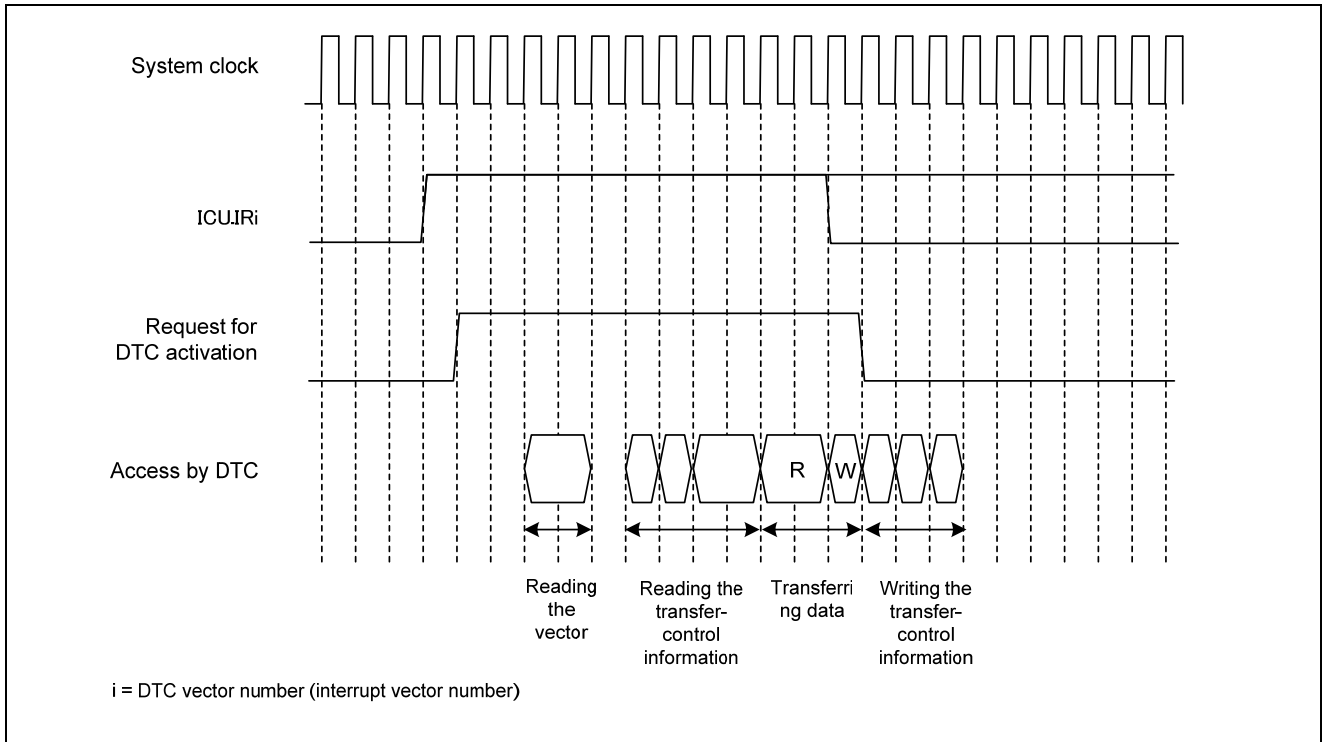 System clock
ICU.IRi
Request for
DTC activation
Access by DTC
R
W
Reading
the
vector
Reading the
transfer-
control
information
Transferri
ng data
Writing the
transfer-
control
information
i = DTC vector number (interrupt vector number)